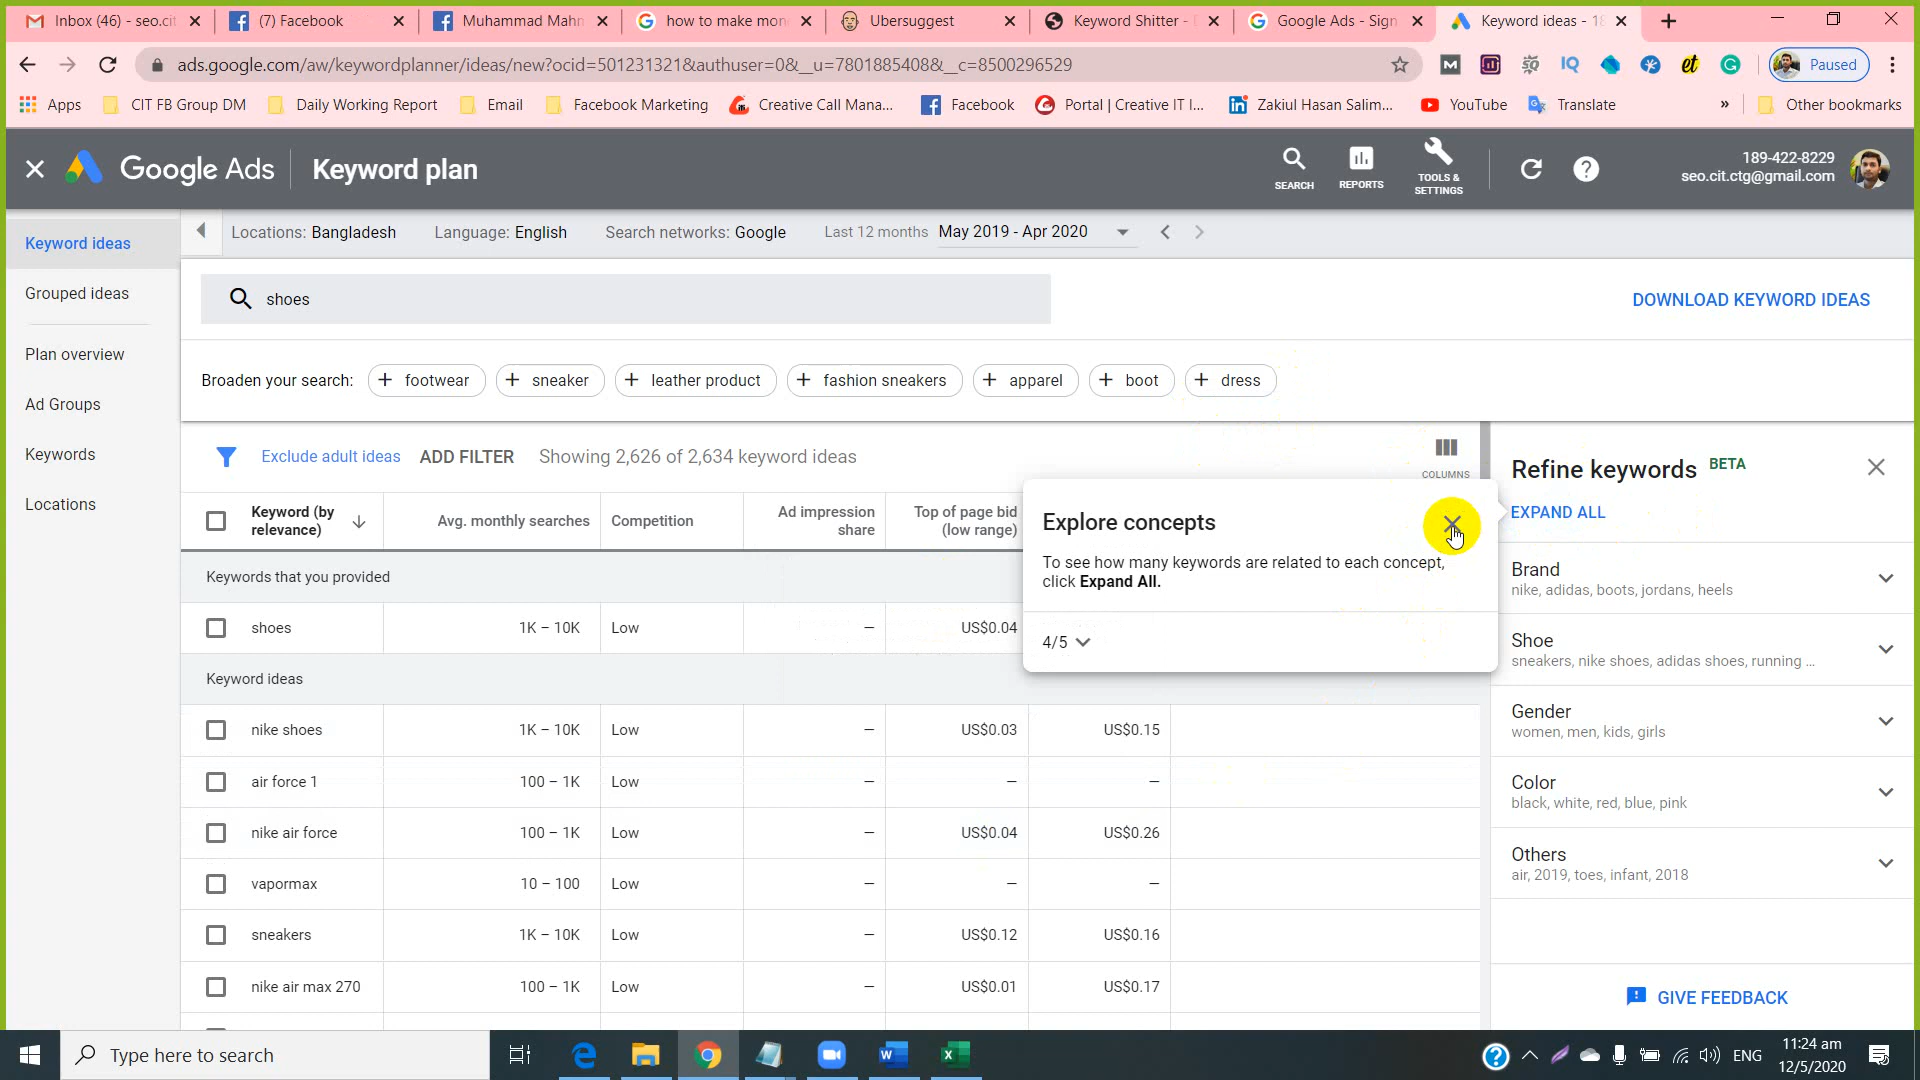 Inbox (46) - seo.cit
(7) Facebook
Muhammad Mahm
how to make mon
Ubersuggest
Keyword Shitter -
Google Ads - Sign
Keyword ideas - 18
ads.google.com/aw/keywordplanner/ideas/new?ocid=501231321&authuser=0&__u=7801885408&__c=8500296529
Paused
Apps
CIT FB Group DM
Daily Working Report
Email
Facebook Marketing
Creative Call Mana...
Facebook
Portal | Creative IT I...
Zakiul Hasan Salim...
YouTube
Translate
»
Other bookmarks
Google Ads
Keyword plan
SEARCH
REPORTS
TOOLS &
SETTINGS
189-422-8229
seo.cit.ctg@gmail.com
Keyword ideas
Grouped ideas
Plan overview
Ad Groups
Keywords
Locations
Locations: Bangladesh
Language: English
Search networks: Google
Last 12 months May 2019 - Apr 2020
shoes
DOWNLOAD KEYWORD IDEAS
Broaden your search:
+ footwear
+ sneaker
+ leather product
+ fashion sneakers
+ apparel
+ boot
+ dress
Exclude adult ideas
ADD FILTER
Showing 2,626 of 2,634 keyword ideas
COLUMNS
Keyword (by
relevance)
Avg. monthly searches
Competition
Ad impression
share
Top of page bid
(low range)
Keywords that you provided
shoes 1K – 10K Low – US$0.04
Keyword ideas
nike shoes 1K – 10K Low – US$0.03 US$0.15
air force 1 100 – 1K Low – – –
nike air force 100 – 1K Low – US$0.04 US$0.26
vapormax 10 – 100 Low – – –
sneakers 1K – 10K Low – US$0.12 US$0.16
nike air max 270 100 – 1K Low – US$0.01 US$0.17
Explore concepts
To see how many keywords are related to each concept,
click Expand All.
4/5
Refine keywords BETA
EXPAND ALL
Brand
nike, adidas, boots, jordans, heels
Shoe
sneakers, nike shoes, adidas shoes, running ...
Gender
women, men, kids, girls
Color
black, white, red, blue, pink
Others
air, 2019, toes, infant, 2018
GIVE FEEDBACK
Type here to search
ENG
11:24 am
12/5/2020